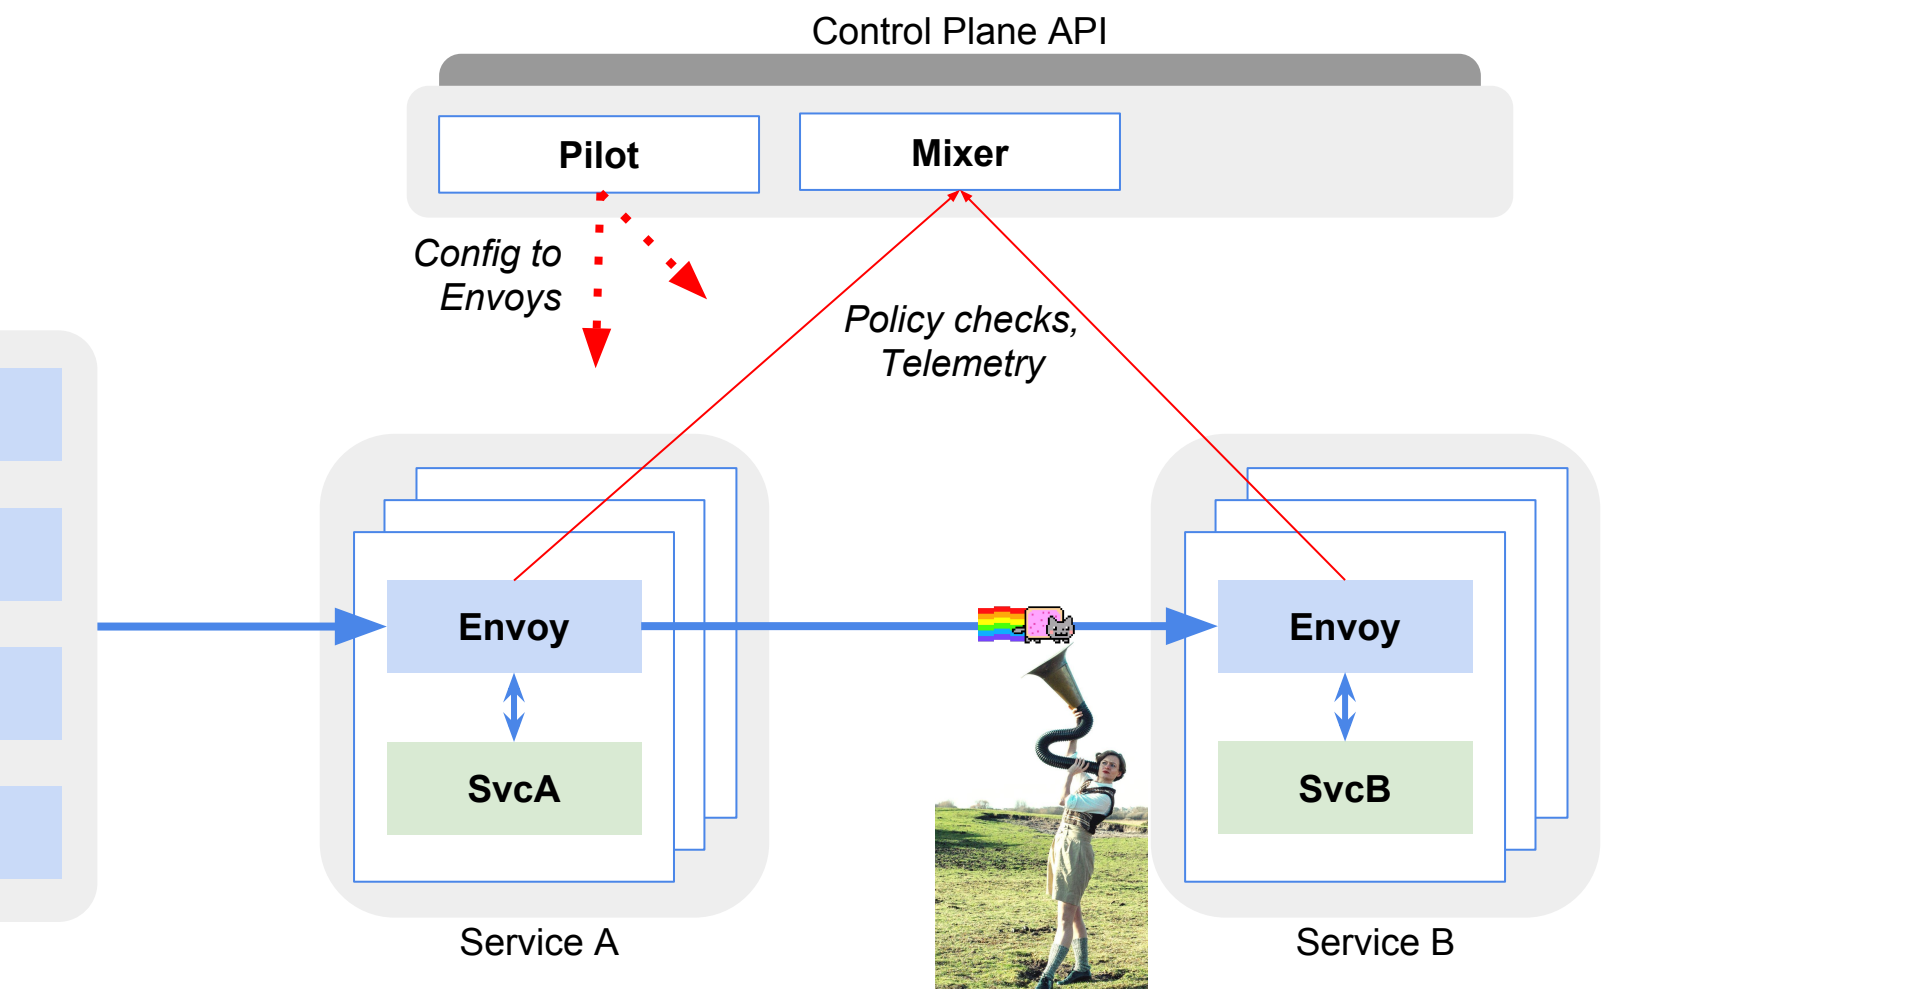 Control Plane API
Pilot
Mixer
Config to
Envoys
Policy checks,
Telemetry
Envoy
Envoy
SvcA
SvcB
Service A
Service B